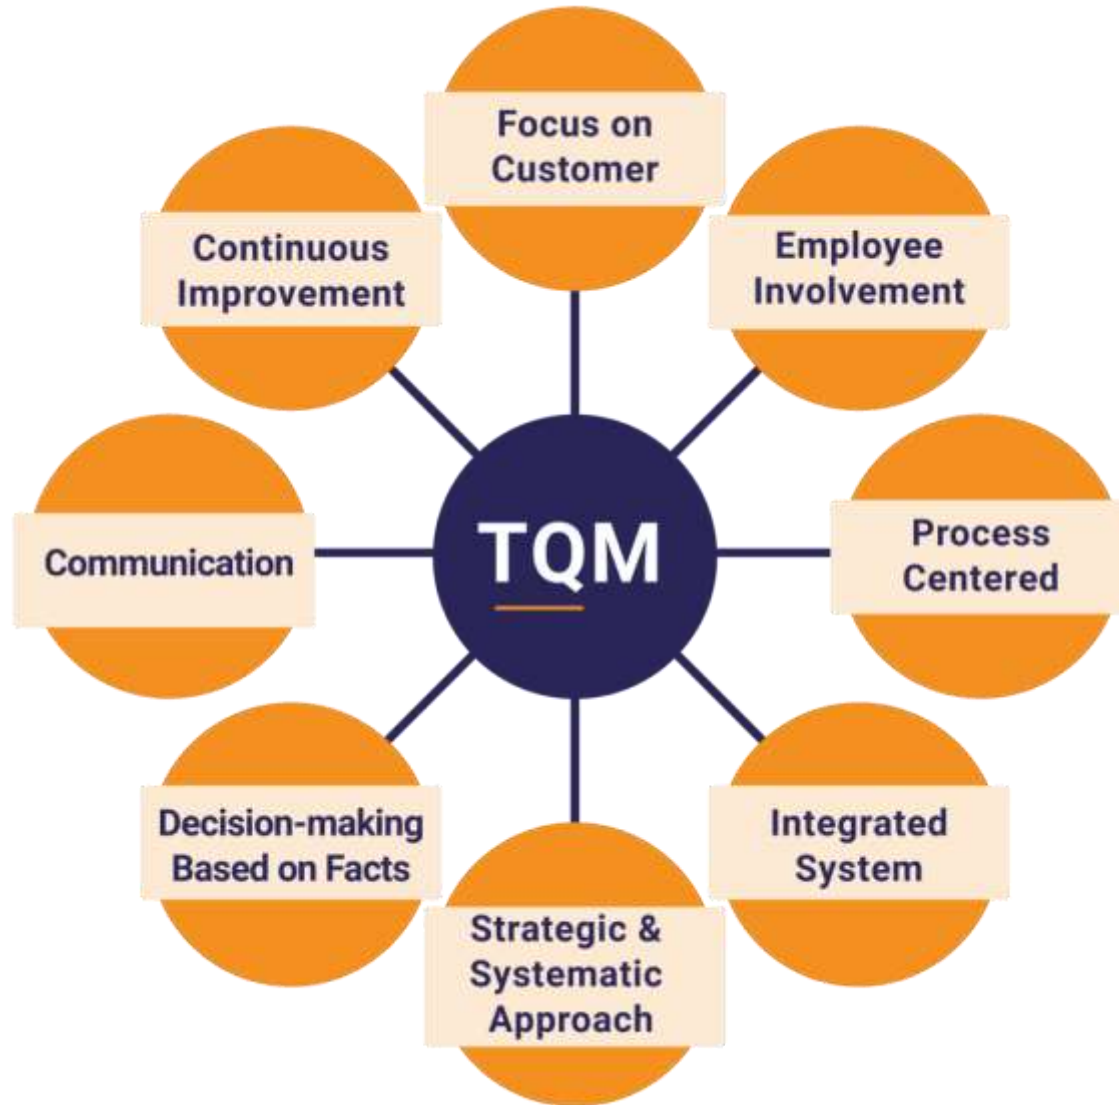 Focus on
Customer
Employee
Involvement
Process
Centered
Integrated
System
Strategic &
Systematic
Approach
Decision-making
Based on Facts
Communication
Continuous
Improvement
TQM